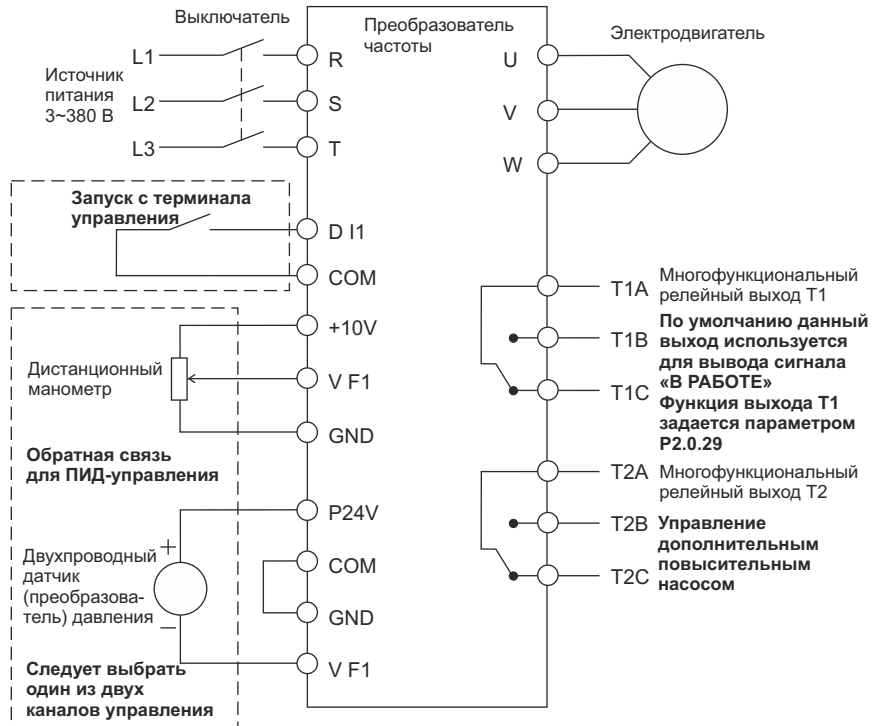 Выключатель
Преобразователь
частоты
Электродвигатель
L1
R
U
Источник
питания
3~380 В
L2
S
V
L3
T
W
Запуск с терминала
управления
D I1
COM
+10V
Дистанционный
манометр
V F1
GND
Обратная связь
для ПИД-управления
P24V
+
Двухпроводный
датчик
(преобразова-
тель) давления
–
COM
GND
V F1
Следует выбрать
один из двух
каналов управления
T1A
Многофункциональный
релейный выход T1
T1B
T1C
По умолчанию данный
выход используется
для вывода сигнала
«В РАБОТЕ»
Функция выхода T1
задается параметром
P2.0.29
T2A
Многофункциональный
релейный выход T2
T2B
T2C
Управление
дополнительным
повысительным
насосом